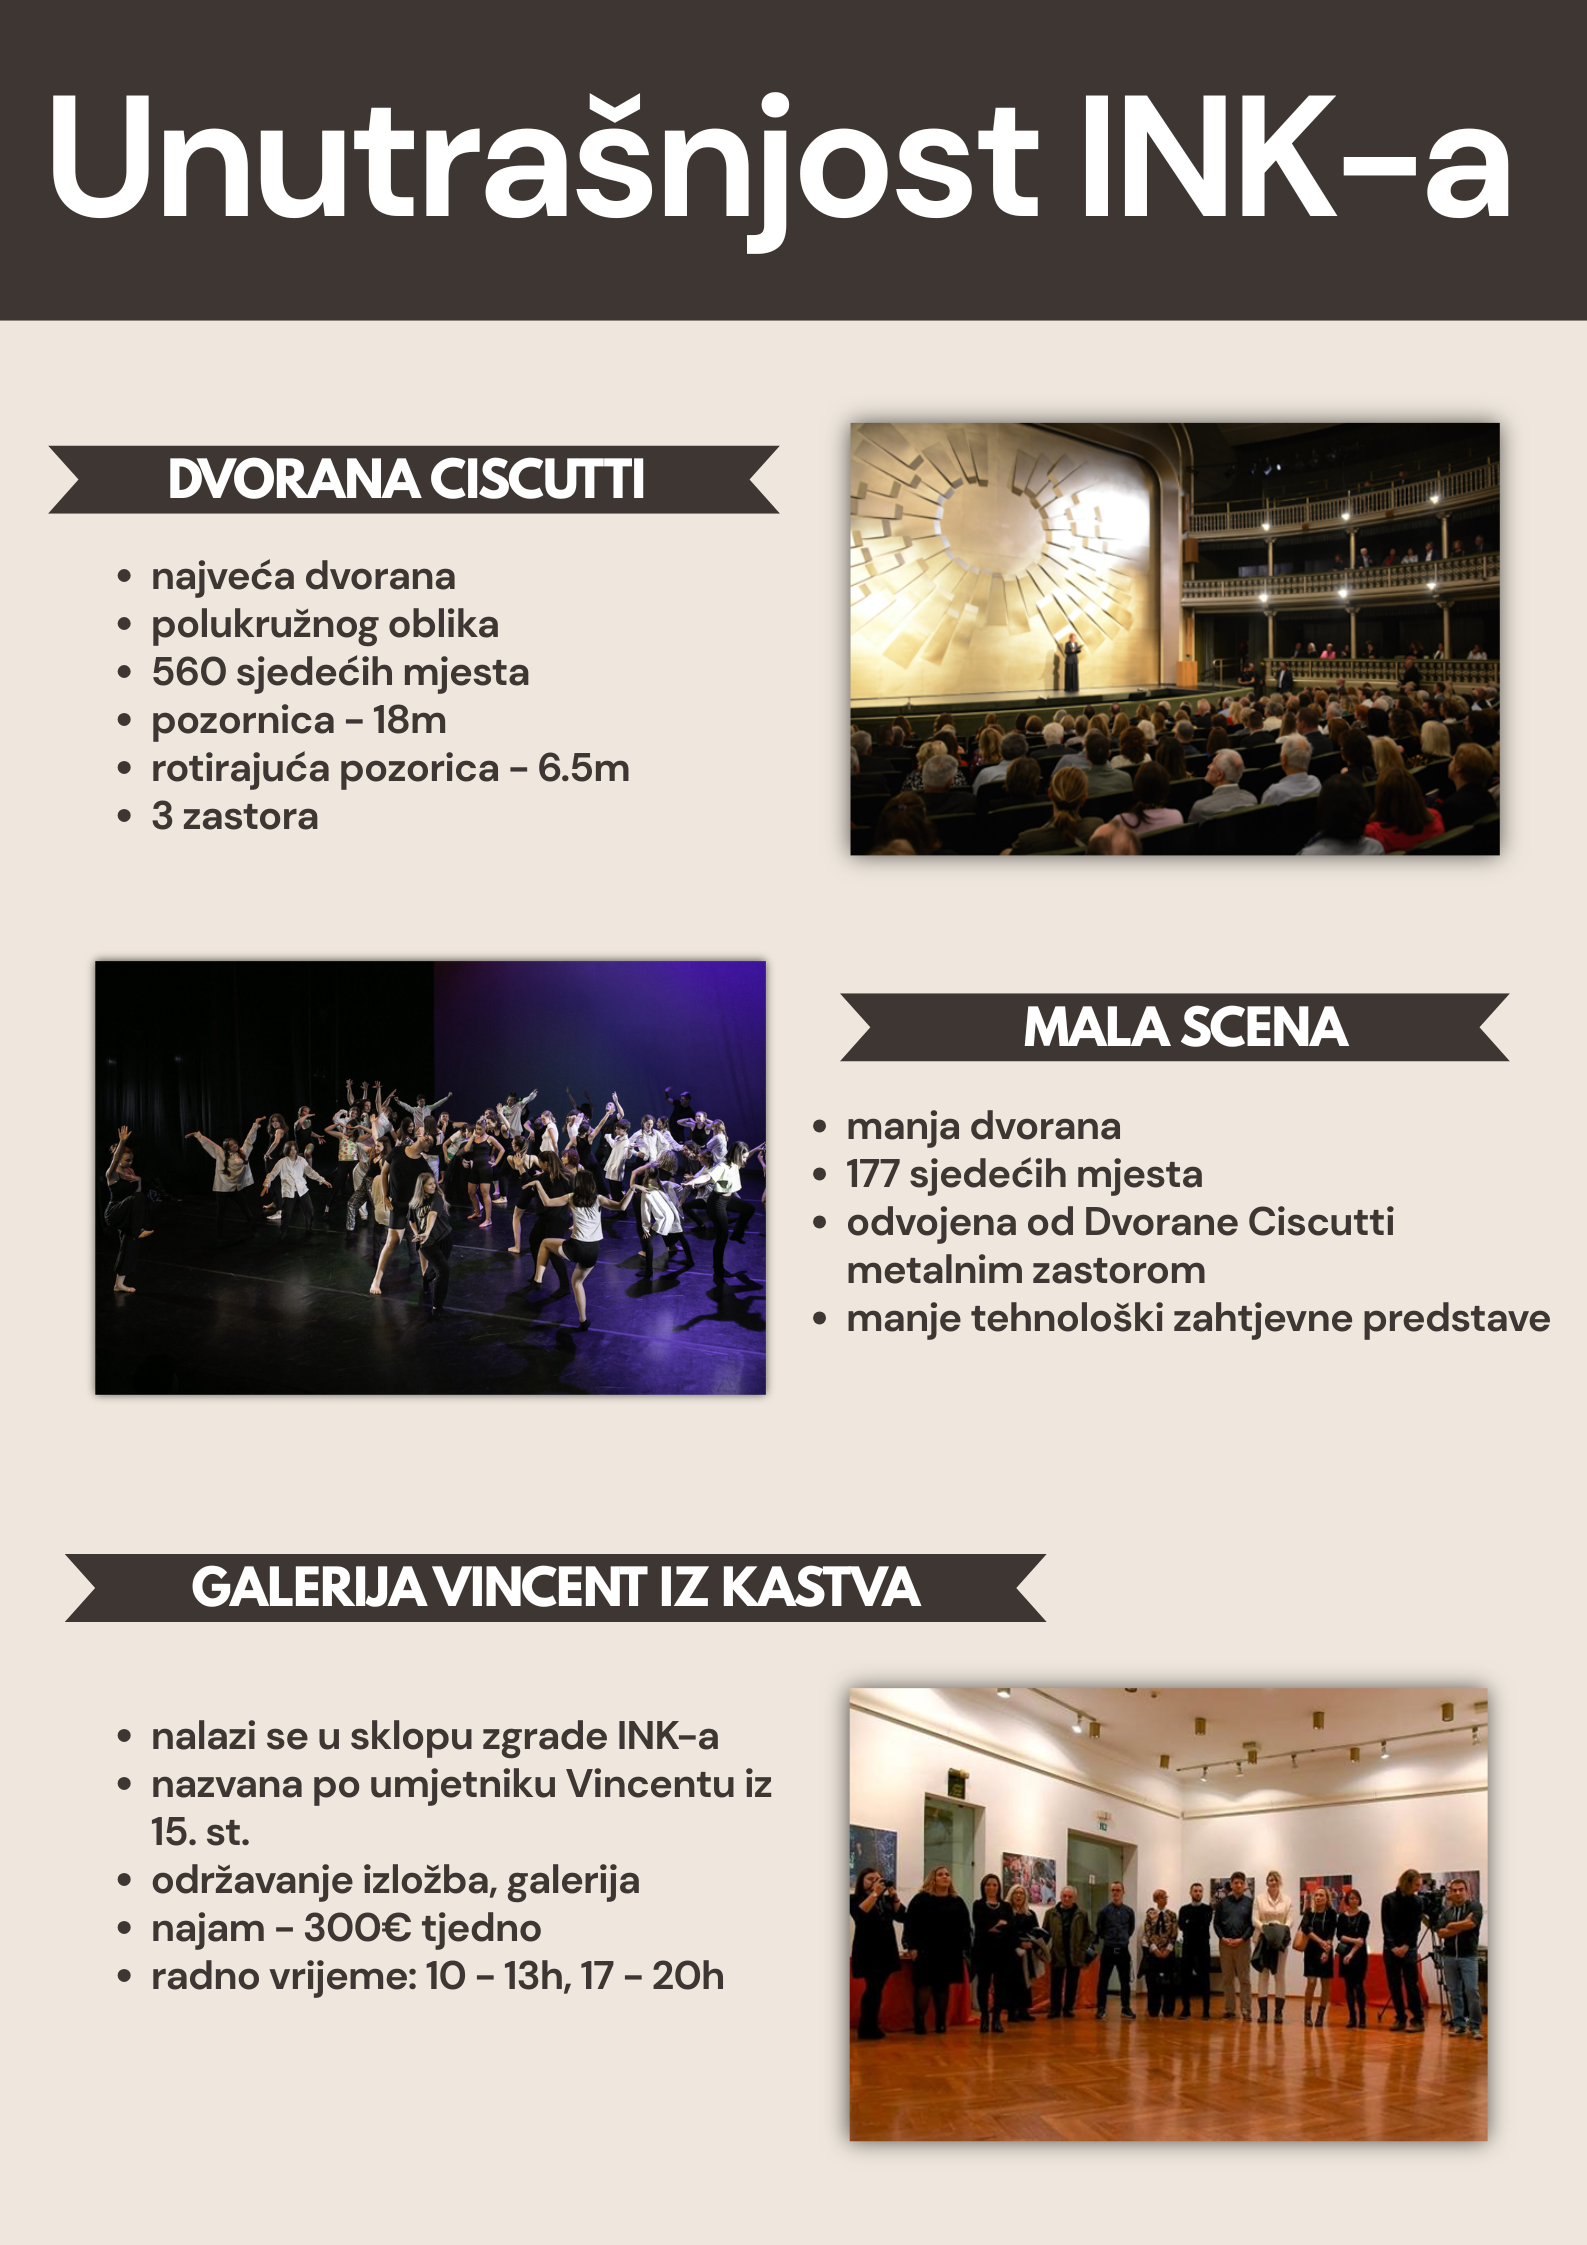 Unutrašnjost INK-a
DVORANA CISCUTTI
• najveća dvorana
• polukružnog oblika
• 560 sjedećih mjesta
• pozornica - 18m
• rotirajuća pozorica - 6.5m
• 3 zastora
MALA SCENA
• manja dvorana
• 177 sjedećih mjesta
• odvojena od Dvorane Ciscutti
metalnim zastorom
• manje tehnološki zahtjevne predstave
GALERIJA VINCENT IZ KASTVA
• nalazi se u sklopu zgrade INK-a
• nazvana po umjetniku Vincentu iz
15. st.
• održavanje izložba, galerija
• najam - 300€ tjedno
• radno vrijeme: 10 - 13h, 17 - 20h